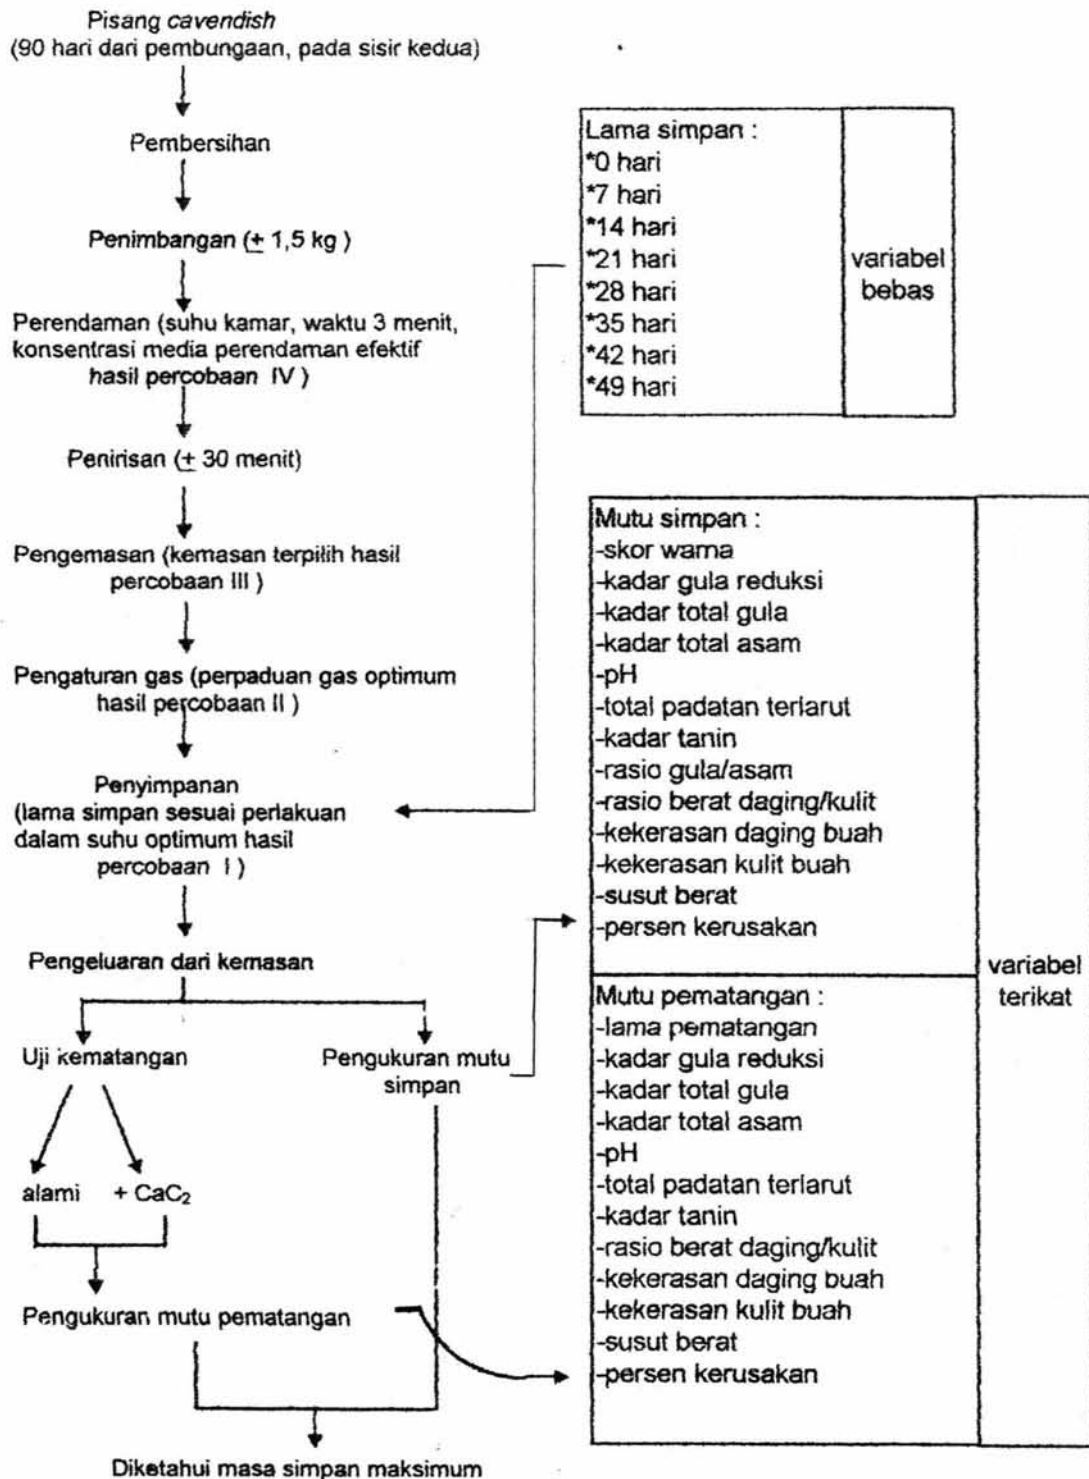 Pisang cavendish
(90 hari dari pembungaan, pada sisir kedua)
Pembersihan
Penimbangan (± 1,5 kg )
Perendaman (suhu kamar, waktu 3 menit,
konsentrasi media perendaman efektif
hasil percobaan IV )
Penirisan (± 30 menit)
Pengemasan (kemasan terpilih hasil
percobaan III )
Pengaturan gas (perpaduan gas optimum
hasil percobaan II )
Penyimpanan
(lama simpan sesuai perlakuan
dalam suhu optimum hasil
percobaan I )
Pengeluaran dari kemasan
Uji kematangan
Pengukuran mutu
simpan
alami + CaC₂
Pengukuran mutu pematangan
Diketahui masa simpan maksimum
Lama simpan :
*0 hari
*7 hari
*14 hari
*21 hari
*28 hari
*35 hari
*42 hari
*49 hari
variabel
bebas
Mutu simpan :
-skor warna
-kadar gula reduksi
-kadar total gula
-kadar total asam
-pH
-total padatan terlarut
-kadar tanin
-rasio gula/asam
-rasio berat daging/kulit
-kekerasan daging buah
-kekerasan kulit buah
-susut berat
-persen kerusakan
Mutu pematangan :
-lama pematangan
-kadar gula reduksi
-kadar total gula
-kadar total asam
-pH
-total padatan terlarut
-kadar tanin
-rasio berat daging/kulit
-kekerasan daging buah
-kekerasan kulit buah
-susut berat
-persen kerusakan
variabel
terikat